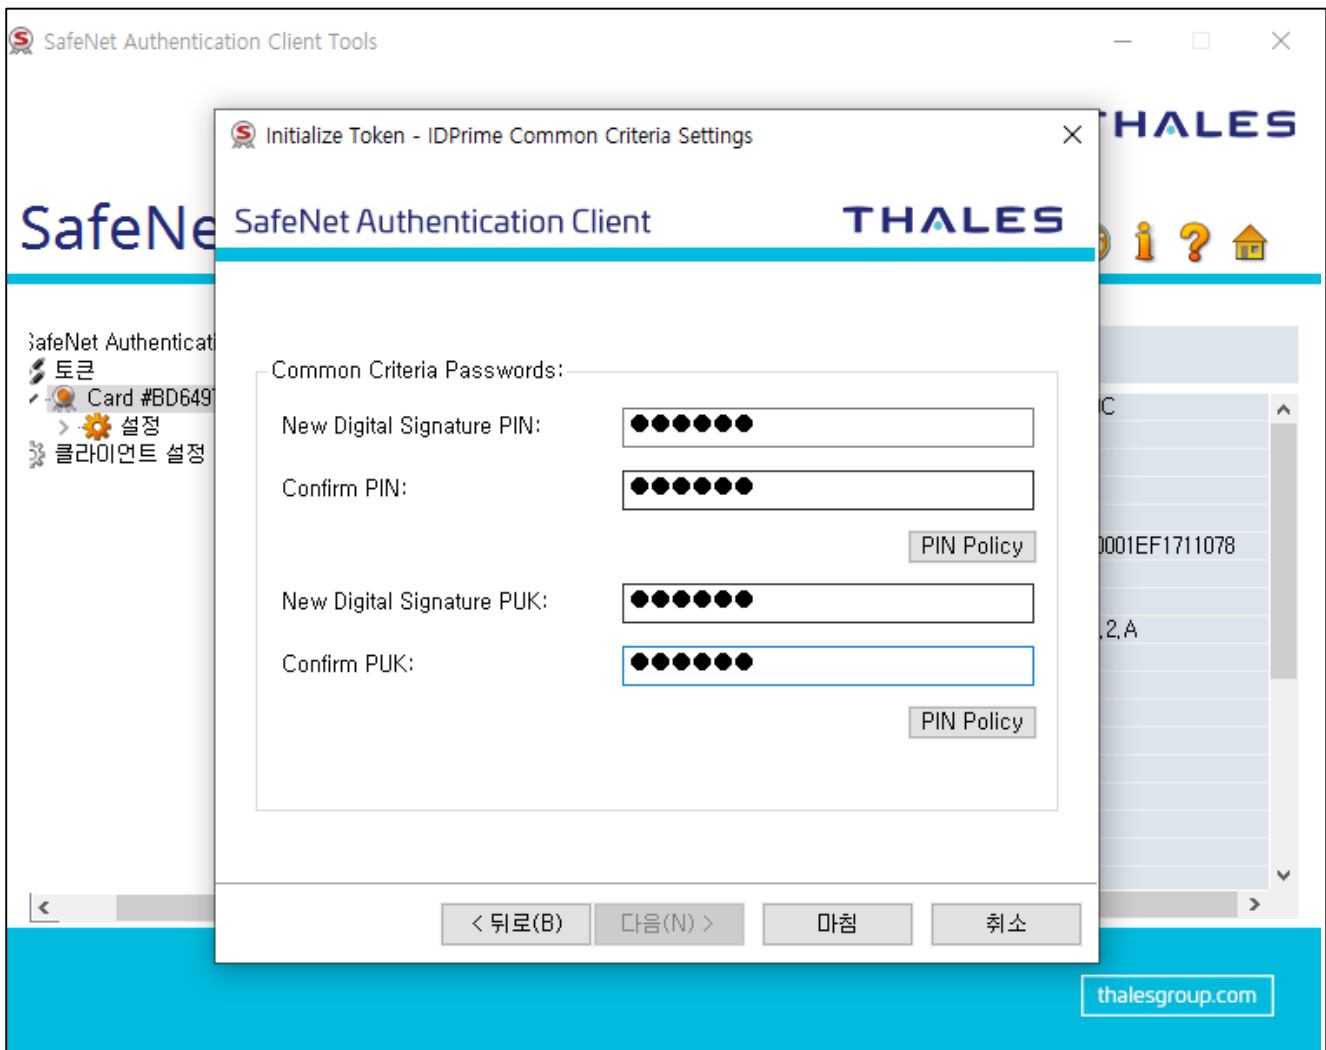 SafeNet Authentication Client Tools
THALES
Initialize Token - IDPrime Common Criteria Settings
SafeNet Authentication Client
THALES
Common Criteria Passwords:
New Digital Signature PIN:
●●●●●●
Confirm PIN:
●●●●●●
PIN Policy
New Digital Signature PUK:
●●●●●●
Confirm PUK:
●●●●●●
PIN Policy
< 뒤로(B)
다음(N) >
마침
취소
토큰
Card #BD649
설정
클라이언트 설정
0001EF1711078
,2,A
thalesgroup.com